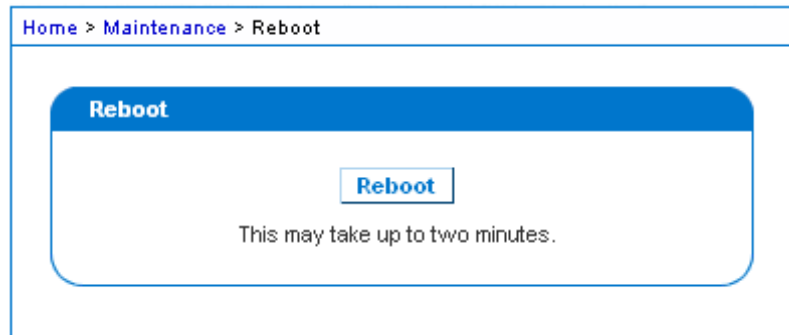 Home > Maintenance > Reboot
Reboot
Reboot
This may take up to two minutes.